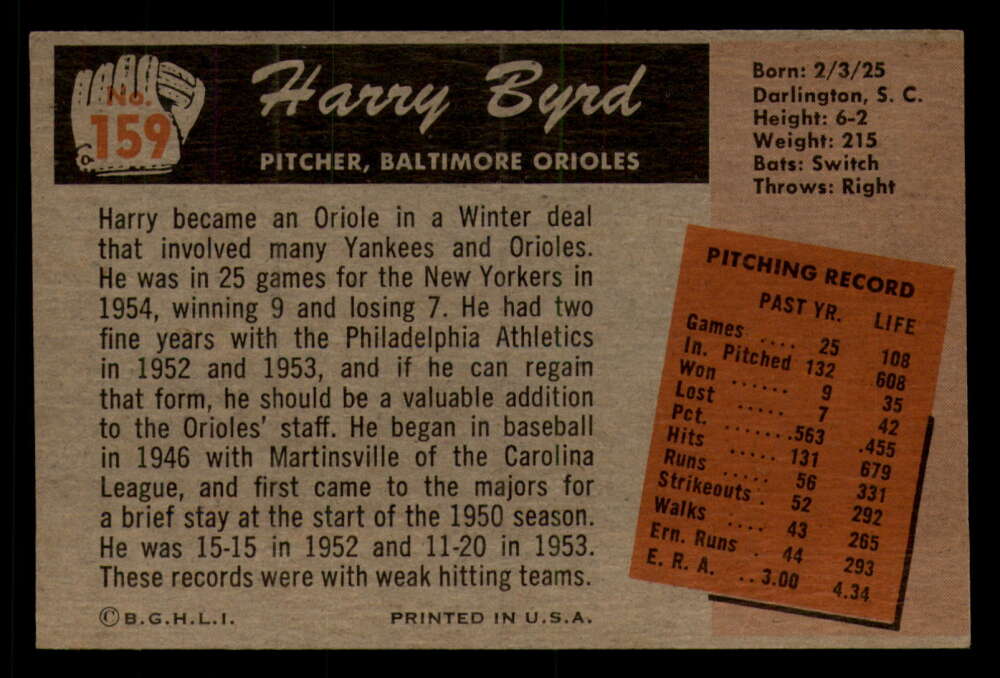 No.
159
Harry Byrd
PITCHER, BALTIMORE ORIOLES
Born: 2/3/25
Darlington, S. C.
Height: 6-2
Weight: 215
Bats: Switch
Throws: Right
Harry became an Oriole in a Winter deal
that involved many Yankees and Orioles.
He was in 25 games for the New Yorkers in
1954, winning 9 and losing 7. He had two
fine years with the Philadelphia Athletics
in 1952 and 1953, and if he can regain
that form, he should be a valuable addition
to the Orioles' staff. He began in baseball
in 1946 with Martinsville of the Carolina
League, and first came to the majors for
a brief stay at the start of the 1950 season.
He was 15-15 in 1952 and 11-20 in 1953.
These records were with weak hitting teams.
PITCHING RECORD
PAST YR. LIFE
Games .... 25 108
In. Pitched 132 608
Won ...... 9 35
Lost ..... 7 42
Pct. .......563 .455
Hits ..... 131 679
Runs ..... 56 331
Strikeouts . 52 292
Walks .... 43 265
Ern. Runs . 44 293
E. R. A. ..3.00 4.34
©B.G.H.L.I. PRINTED IN U.S.A.